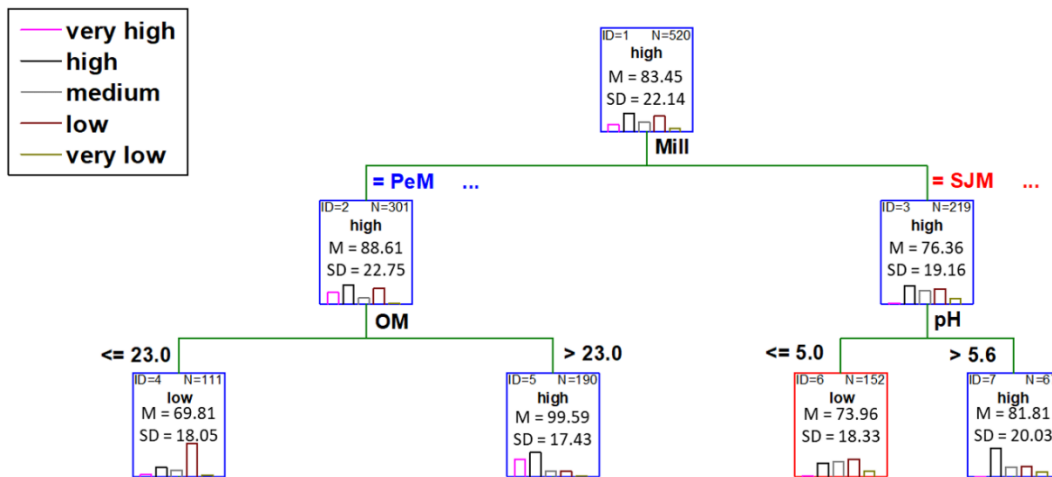 very high
high
medium
low
very low
ID=1 N=520
high
M = 83.45
SD = 22.14
Mill
= PeM ...
= SJM ...
ID=2 N=301
high
M = 88.61
SD = 22.75
OM
ID=3 N=219
high
M = 76.36
SD = 19.16
pH
<= 23.0
> 23.0
<= 5.0
> 5.6
ID=4 N=111
low
M = 69.81
SD = 18.05
ID=5 N=190
high
M = 99.59
SD = 17.43
ID=6 N=152
low
M = 73.96
SD = 18.33
ID=7 N=6
high
M = 81.81
SD = 20.03